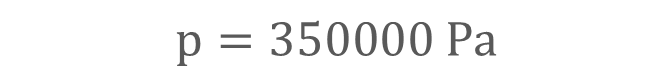 p = 350000 Pa